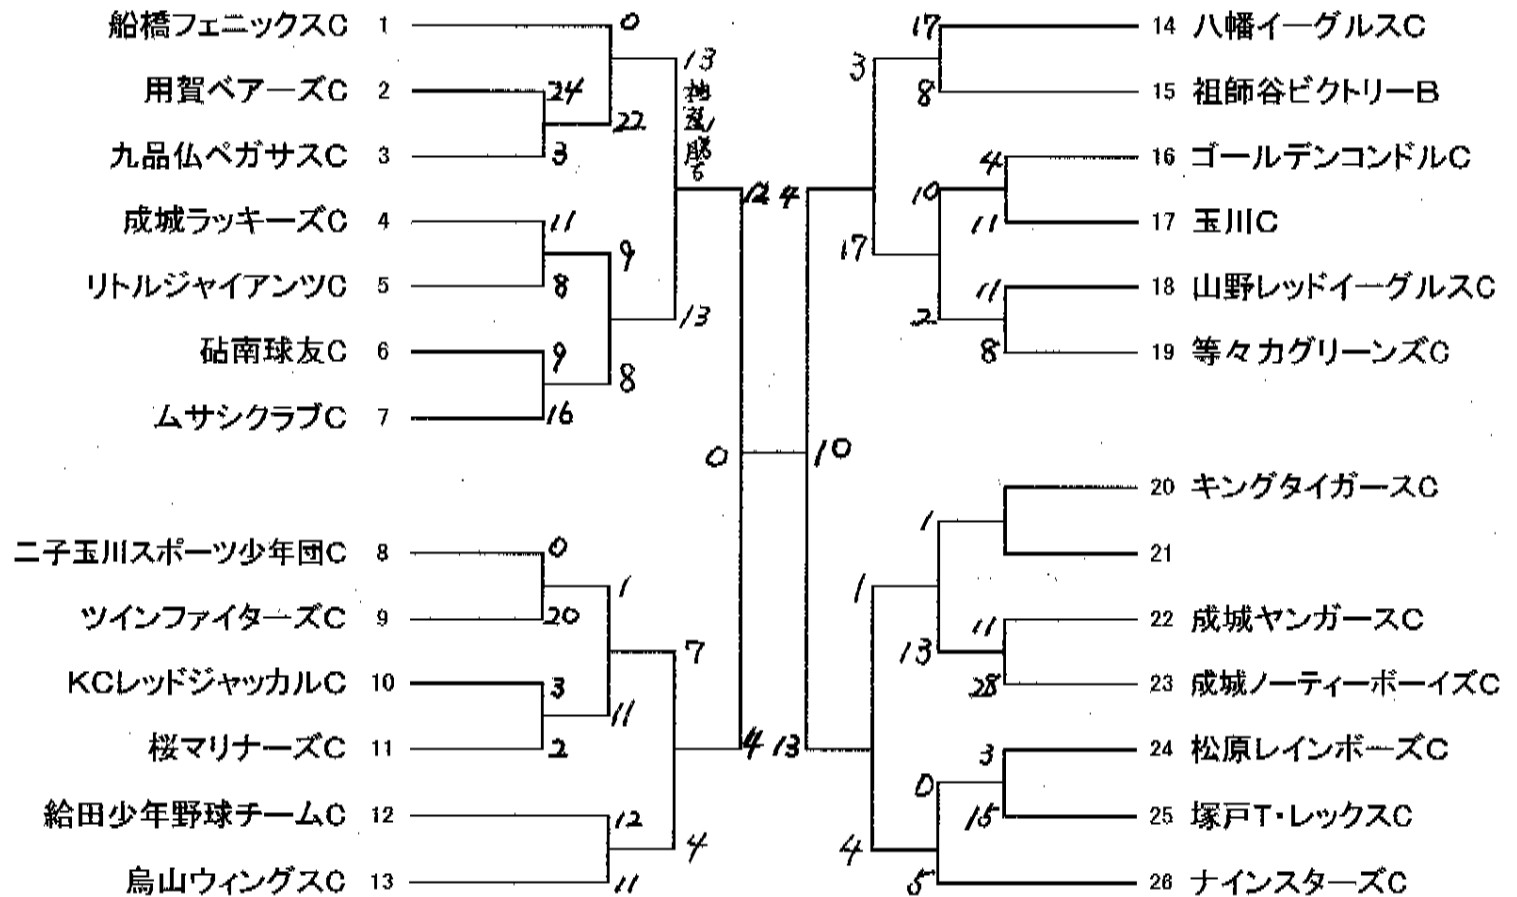 船橋フェニックスC 1
0
用賀ベアーズC 2
24
九品仏ペガサスC 3
3
22
13
抽選勝ち
成城ラッキーズC 4
11
リトルジャイアンツC 5
8
9
砧南球友C 6
9
ムサシクラブC 7
16
8
13
12
二子玉川スポーツ少年団C 8
0
ツインファイターズC 9
20
1
KCレッドジャッカルC 10
3
桜マリナーズC 11
2
11
7
給田少年野球チームC 12
12
烏山ウィングスC 13
11
4
4
0
10
17
14 八幡イーグルスC
8
15 祖師谷ビクトリーB
3
4
16 ゴールデンコンドルC
11
17 玉川C
10
11
18 山野レッドイーグルスC
8
19 等々力グリーンズC
2
17
4
20 キングタイガースC
21
1
11
22 成城ヤンガースC
28
23 成城ノーティーボーイズC
13
1
3
24 松原レインボーズC
15
25 塚戸T・レックスC
0
5
26 ナインスターズC
4
13